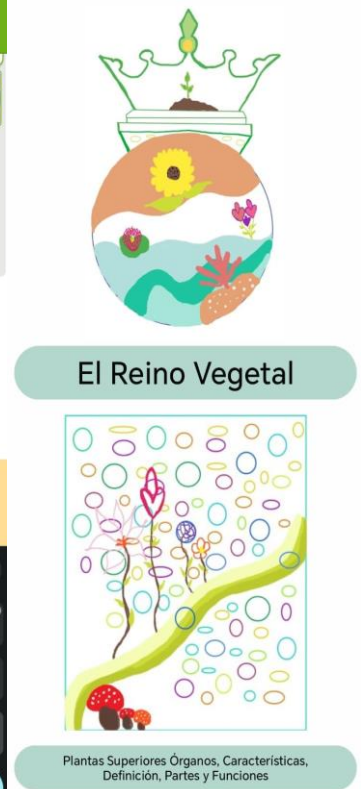 El Reino Vegetal
Plantas Superiores Órganos, Características,
Definición, Partes y Funciones